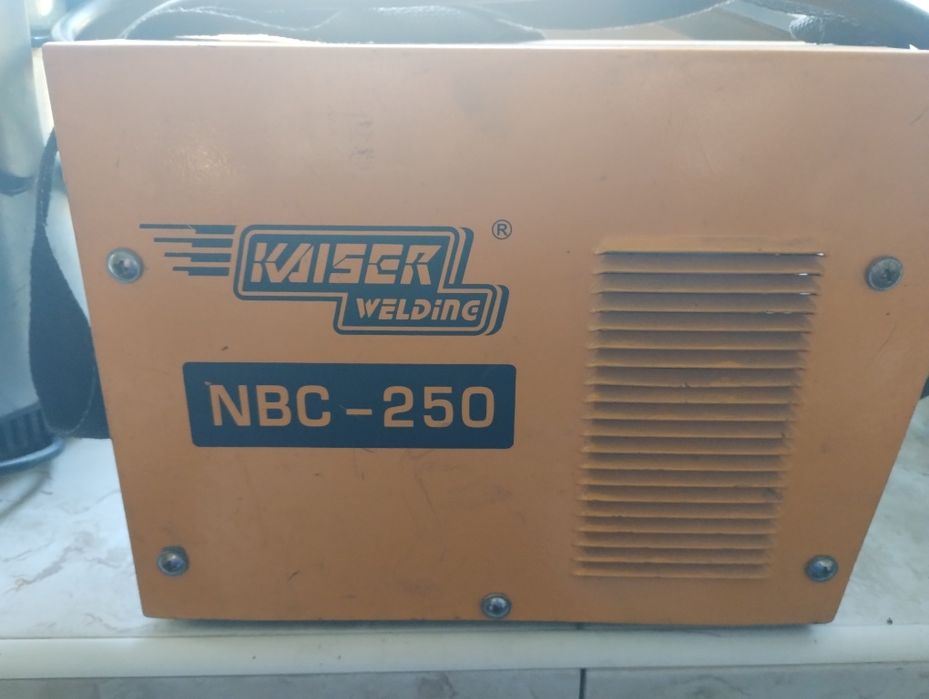 KAISER ®
WELDING
NBC - 250